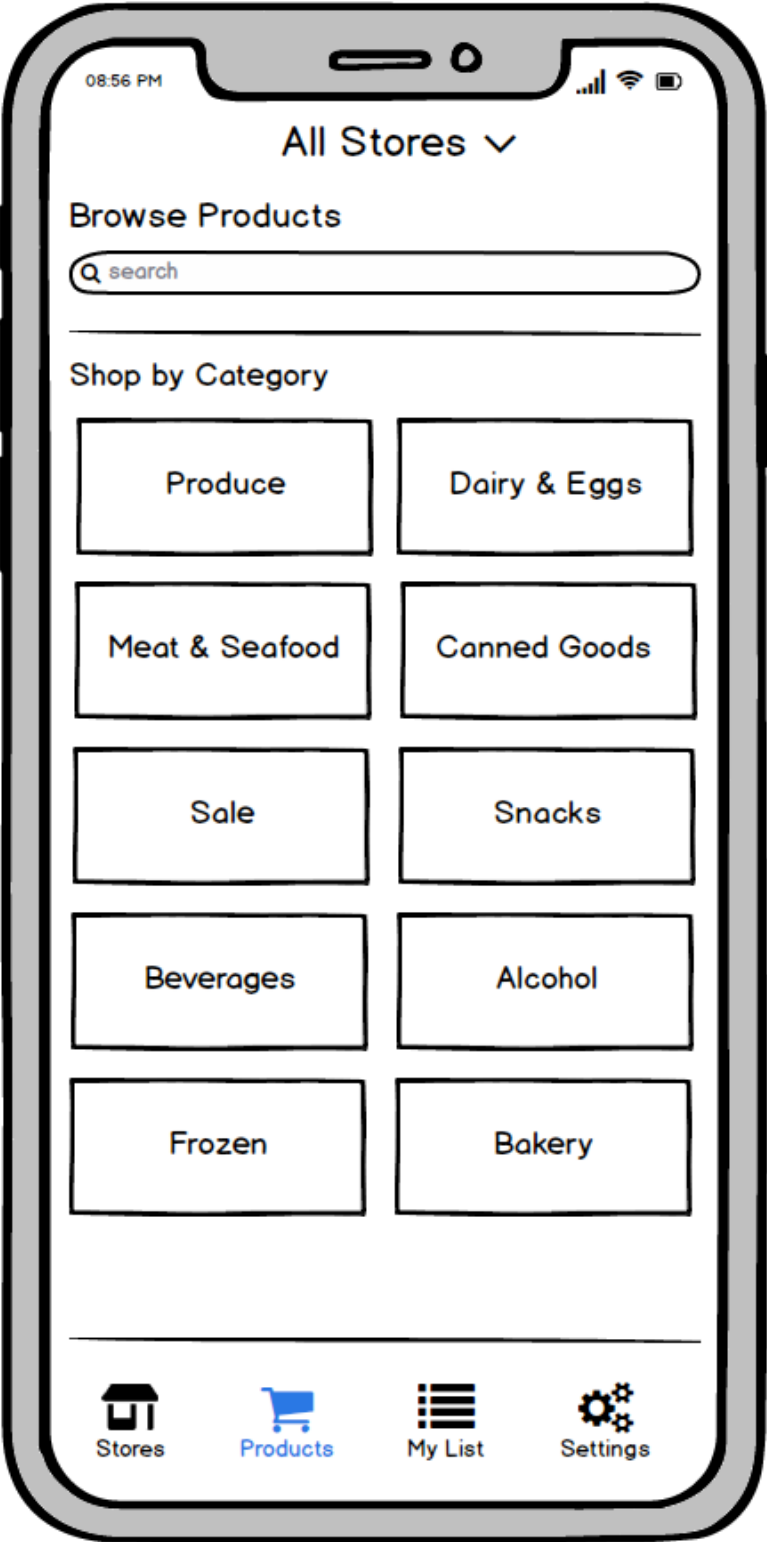 08:56 PM
All Stores
Browse Products
search
Shop by Category
Produce
Dairy & Eggs
Meat & Seafood
Canned Goods
Sale
Snacks
Beverages
Alcohol
Frozen
Bakery
Stores
Products
My List
Settings